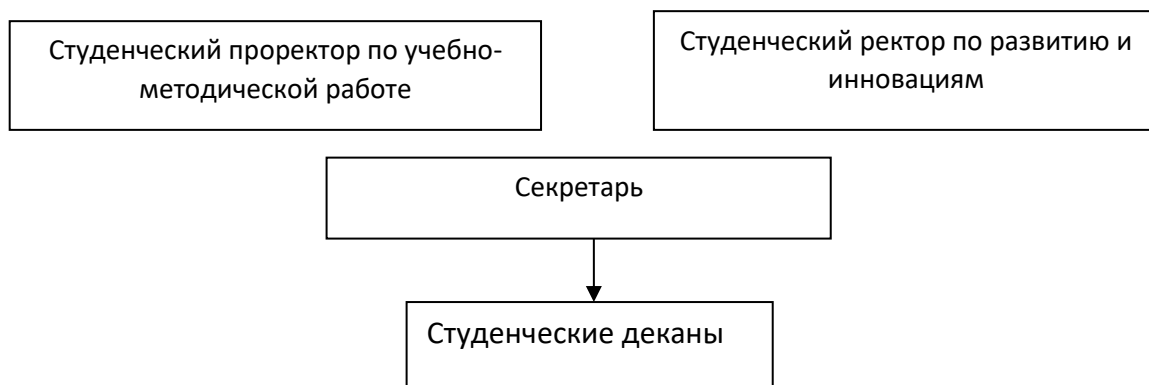 Студенческий проректор по учебно-
методической работе
Студенческий ректор по развитию и
инновациям
Секретарь
Студенческие деканы